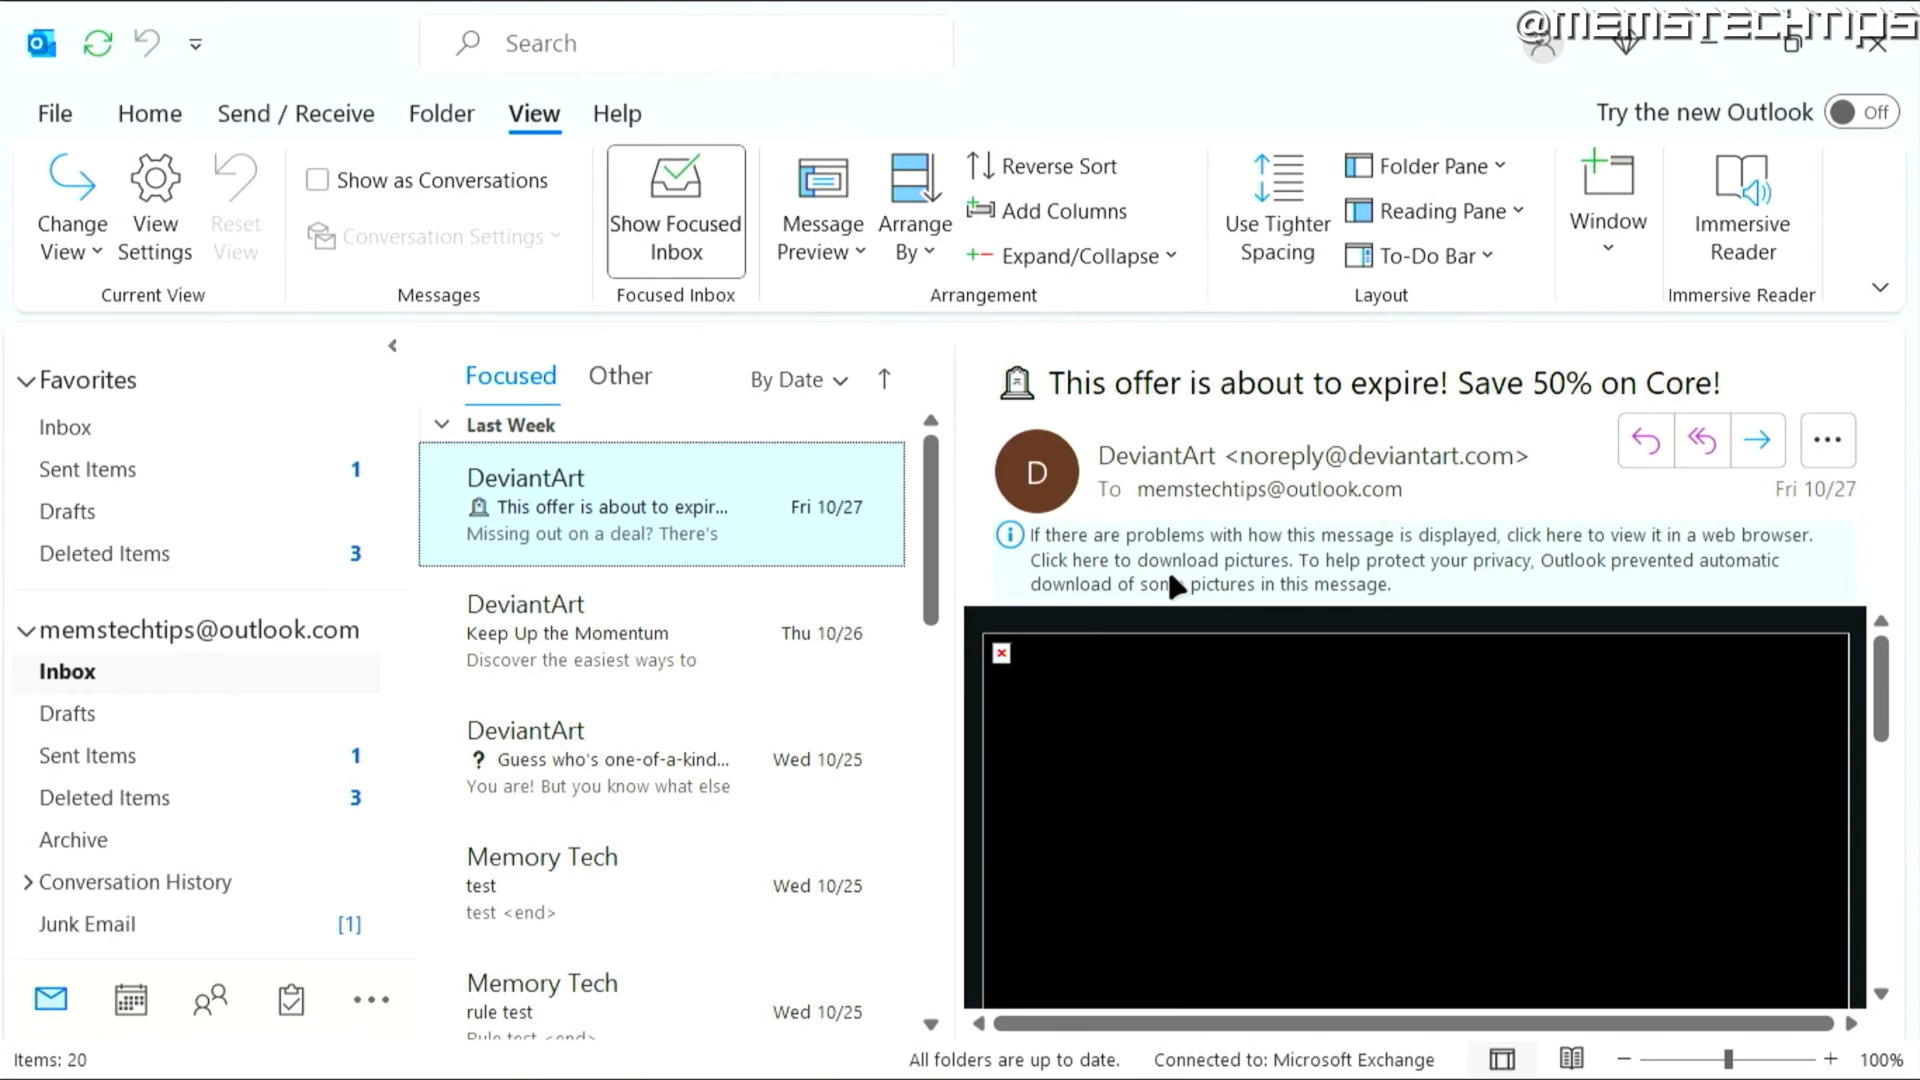 @MEMSTECHTIPS
Search
File Home Send / Receive Folder View Help
Try the new Outlook Off
Change View
View Settings
Reset View
Current View
Show as Conversations
Conversation Settings
Messages
Show Focused Inbox
Focused Inbox
Message Preview
Arrange By
Reverse Sort
Add Columns
Expand/Collapse
Arrangement
Use Tighter Spacing
Folder Pane
Reading Pane
To-Do Bar
Layout
Window
Immersive Reader
Immersive Reader
Favorites
Inbox
Sent Items 1
Drafts
Deleted Items 3
memstechtips@outlook.com
Inbox
Drafts
Sent Items 1
Deleted Items 3
Archive
Conversation History
Junk Email [1]
Focused Other By Date
Last Week
DeviantArt
This offer is about to expir... Fri 10/27
Missing out on a deal? There's
DeviantArt
Keep Up the Momentum Thu 10/26
Discover the easiest ways to
DeviantArt
? Guess who's one-of-a-kind... Wed 10/25
You are! But you know what else
Memory Tech
test Wed 10/25
test <end>
Memory Tech
rule test Wed 10/25
Rule test <end>
This offer is about to expire! Save 50% on Core!
D
DeviantArt <noreply@deviantart.com>
To memstechtips@outlook.com Fri 10/27
If there are problems with how this message is displayed, click here to view it in a web browser.
Click here to download pictures. To help protect your privacy, Outlook prevented automatic
download of some pictures in this message.
Items: 20
All folders are up to date. Connected to: Microsoft Exchange 100%